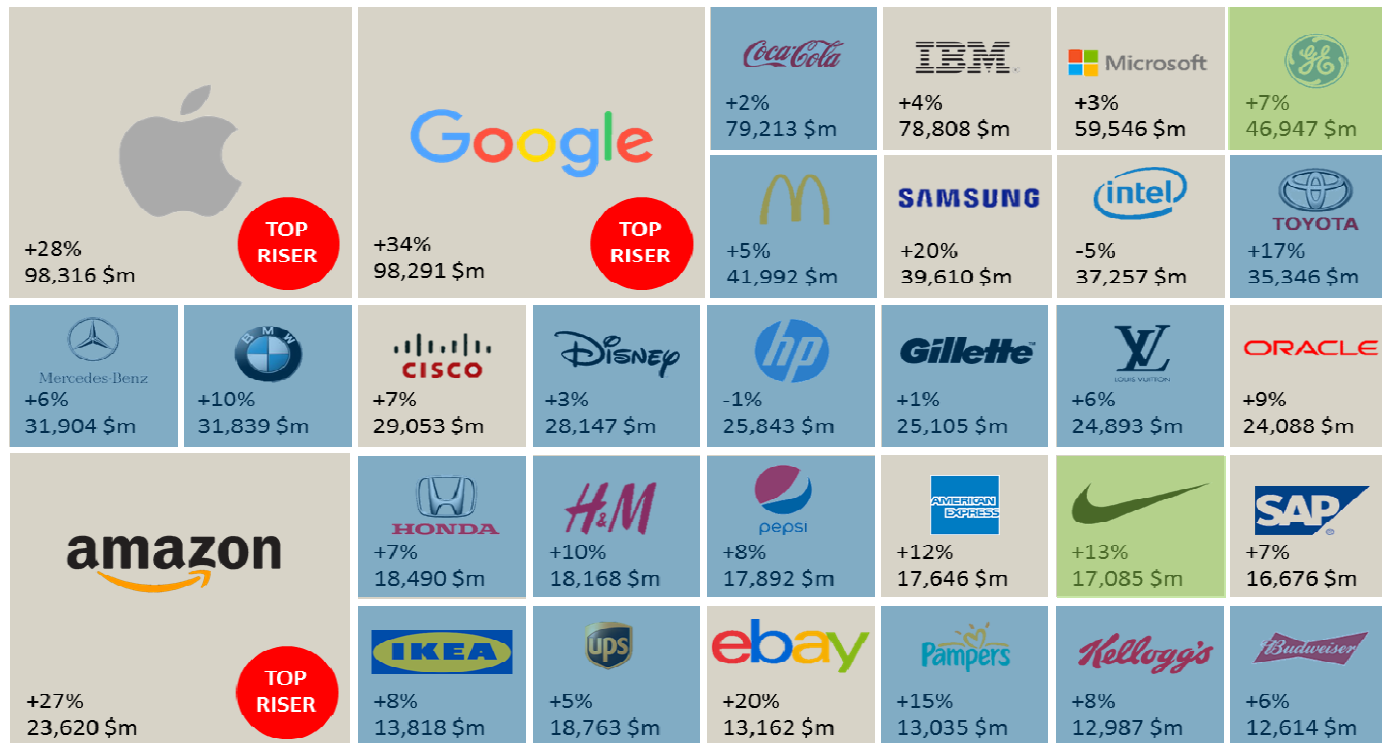 +28%
98,316 $m
TOP
RISER
Google
+34%
98,291 $m
TOP
RISER
Coca-Cola
+2%
79,213 $m
IBM
+4%
78,808 $m
Microsoft
+3%
59,546 $m
GE
+7%
46,947 $m
+5%
41,992 $m
SAMSUNG
+20%
39,610 $m
intel
-5%
37,257 $m
TOYOTA
+17%
35,346 $m
Mercedes-Benz
+6%
31,904 $m
BMW
+10%
31,839 $m
CISCO
+7%
29,053 $m
Disney
+3%
28,147 $m
hp
-1%
25,843 $m
Gillette™
+1%
25,105 $m
LV
LOUIS VUITTON
+6%
24,893 $m
ORACLE
+9%
24,088 $m
amazon
+27%
23,620 $m
TOP
RISER
HONDA
+7%
18,490 $m
H&M
+10%
18,168 $m
pepsi
+8%
17,892 $m
AMERICAN
EXPRESS
+12%
17,646 $m
+13%
17,085 $m
SAP
®
+7%
16,676 $m
IKEA
+8%
13,818 $m
ups
+5%
18,763 $m
ebay
+20%
13,162 $m
Pampers
+15%
13,035 $m
Kellogg's
+8%
12,987 $m
Budweiser
+6%
12,614 $m